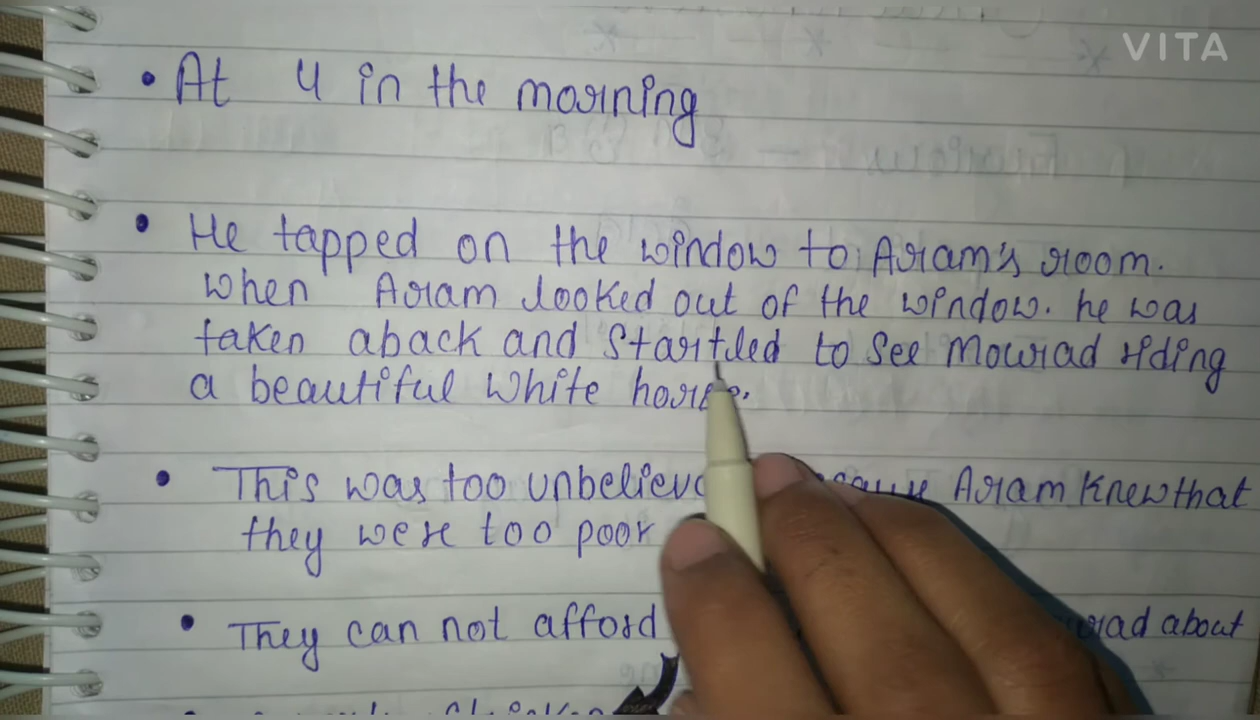 VITA
• At 4 in the morning
• He tapped on the window to Aram's room.
when Aram looked out of the window. he was
taken aback and startled to see Mourad riding
a beautiful white horse.
• This was too Aram knew that
they were too poor
• They can not afford about